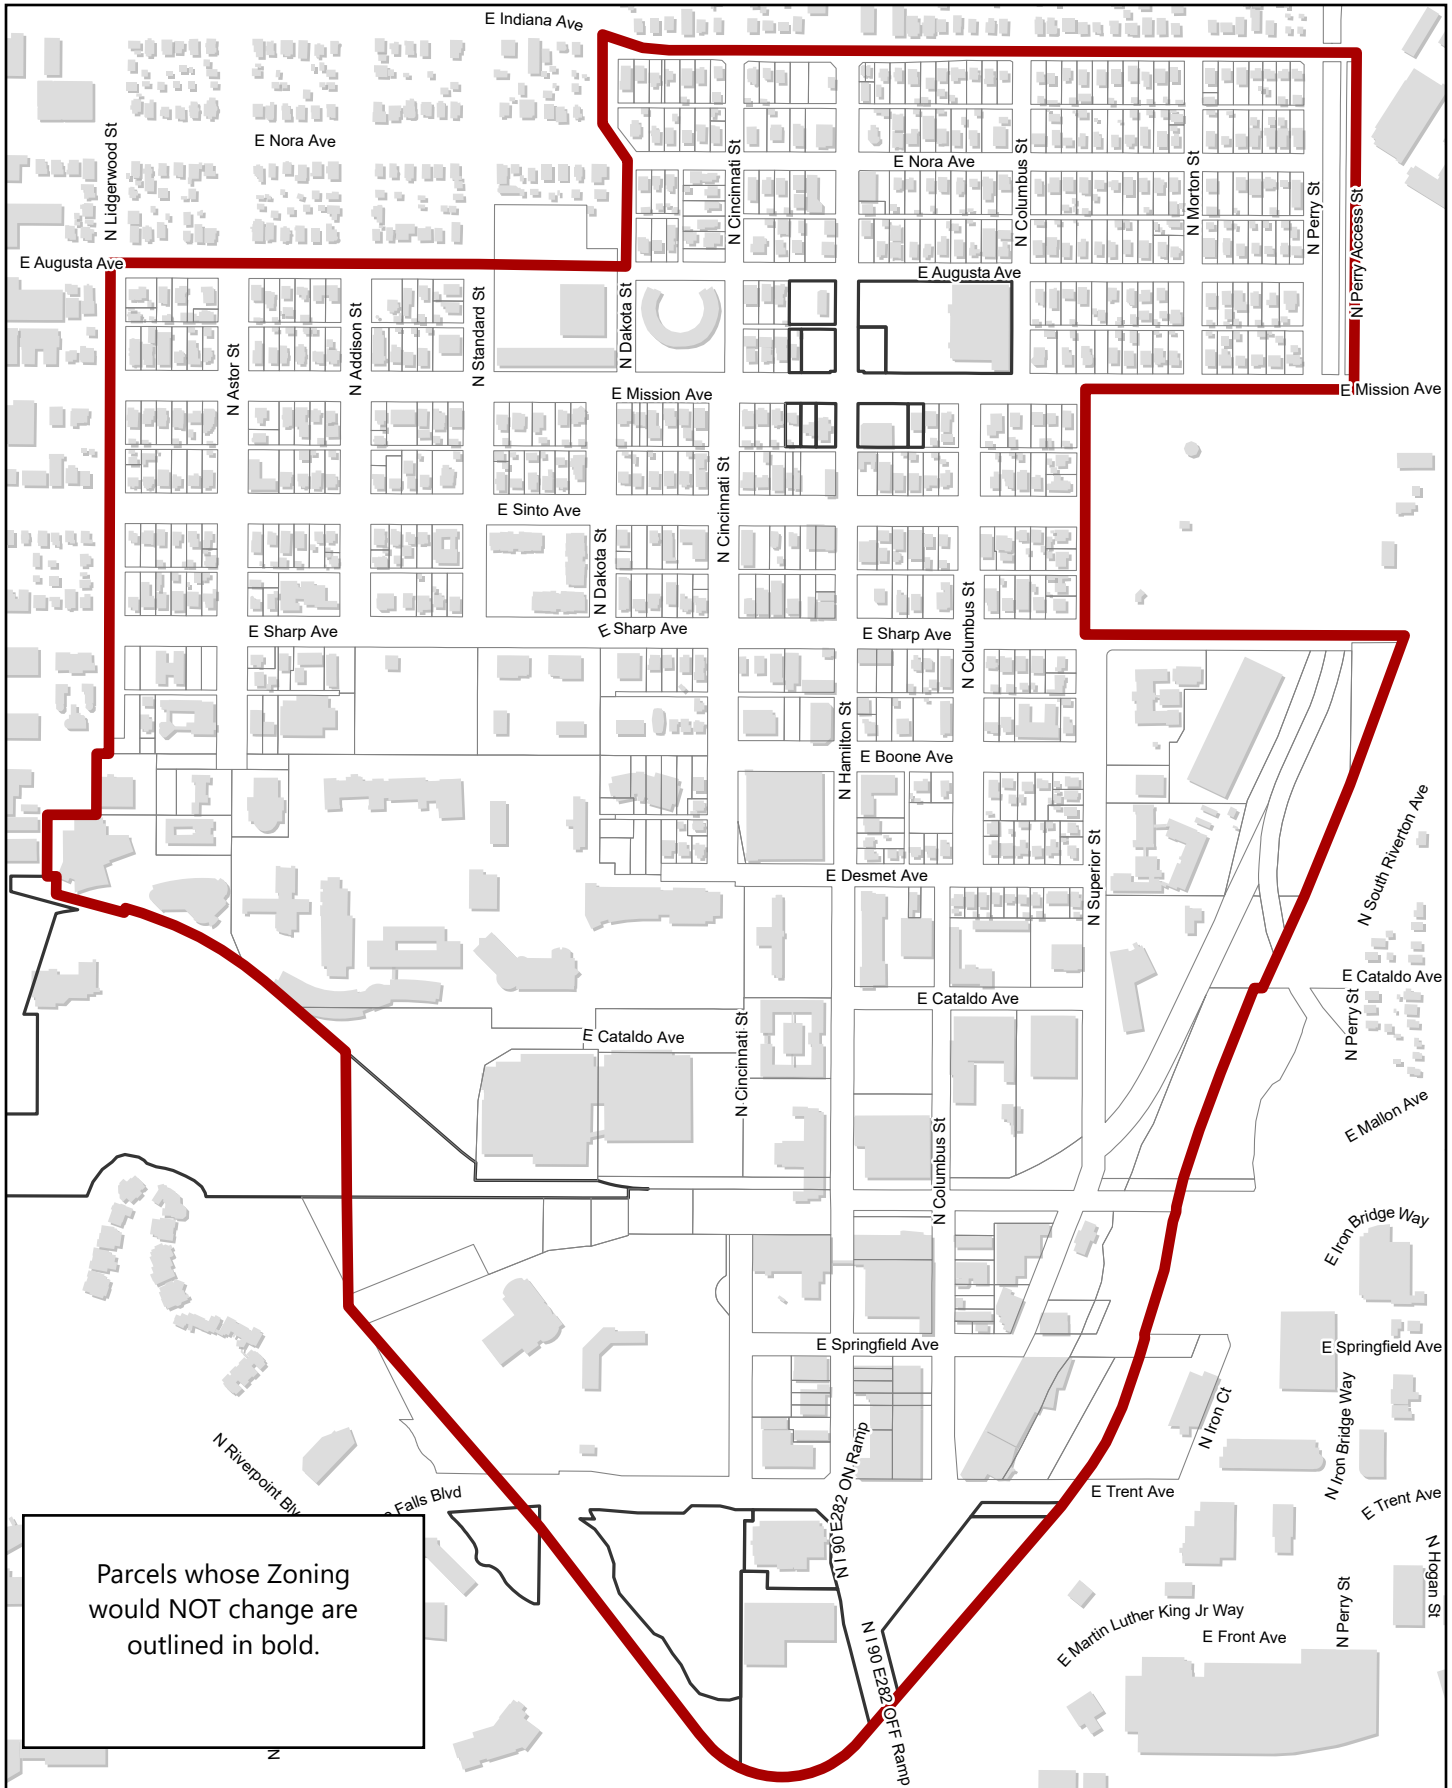 E Indiana Ave
N Lidgerwood St
E Nora Ave
N Cincinnati St
E Nora Ave
N Columbus St
N Morton St
N Perry St
N Perry Access St
E Augusta Ave
E Augusta Ave
N Astor St
N Addison St
N Standard St
N Dakota St
E Mission Ave
E Mission Ave
N Cincinnati St
E Sinto Ave
N Dakota St
N Columbus St
E Sharp Ave
E Sharp Ave
E Sharp Ave
N Hamilton St
E Boone Ave
N Superior St
N South Riverton Ave
E Desmet Ave
E Cataldo Ave
E Cataldo Ave
E Cataldo Ave
N Perry St
N Cincinnati St
N Columbus St
E Mallon Ave
E Iron Bridge Way
E Springfield Ave
E Springfield Ave
N Iron Ct
N Iron Bridge Way
N Riverpoint Blv
Falls Blvd
N I 90 E282 ON Ramp
E Trent Ave
E Trent Ave
N Hogan St
N Perry St
E Martin Luther King Jr Way
E Front Ave
N I 90 E282 OFF Ramp
Parcels whose Zoning
would NOT change are
outlined in bold.
N